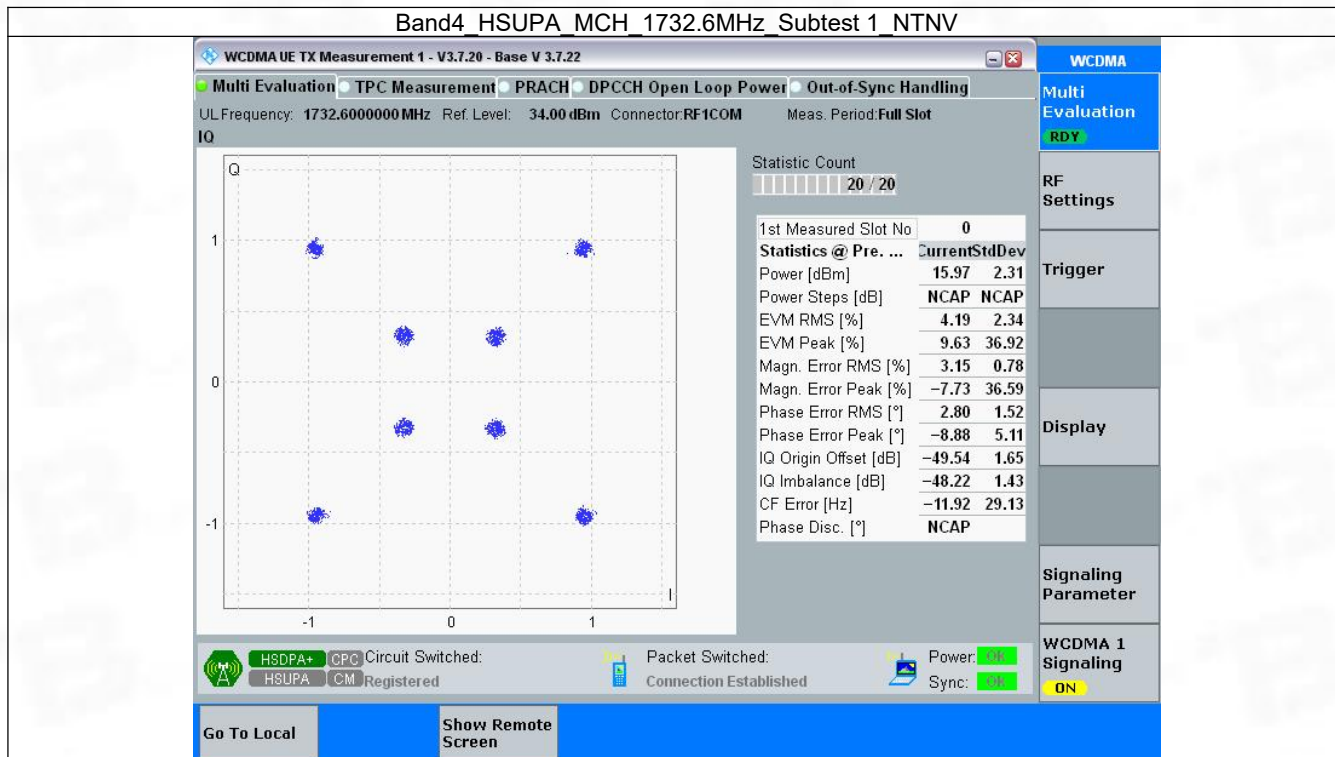 Band4_HSUPA_MCH_1732.6MHz_Subtest 1_NTNV
WCDMA UE TX Measurement 1 - V3.7.20 - Base V 3.7.22
WCDMA
Multi Evaluation TPC Measurement PRACH DPCCH Open Loop Power Out-of-Sync Handling
Multi
Evaluation
RDY
UL Frequency: 1732.6000000 MHz Ref. Level: 34.00 dBm Connector:RF1COM Meas. Period:Full Slot
IQ
Q
1
0
-1
-1 0 1
I
Statistic Count
20 / 20
1st Measured Slot No 0
Statistics @ Pre. ... CurrentStdDev
Power [dBm] 15.97 2.31
Power Steps [dB] NCAP NCAP
EVM RMS [%] 4.19 2.34
EVM Peak [%] 9.63 36.92
Magn. Error RMS [%] 3.15 0.78
Magn. Error Peak [%] −7.73 36.59
Phase Error RMS [°] 2.80 1.52
Phase Error Peak [°] −8.88 5.11
IQ Origin Offset [dB] −49.54 1.65
IQ Imbalance [dB] −48.22 1.43
CF Error [Hz] −11.92 29.13
Phase Disc. [°] NCAP
RF
Settings
Trigger
Display
Signaling
Parameter
WCDMA 1
Signaling
ON
HSDPA+ CPC Circuit Switched: Packet Switched: Power: OK
HSUPA CM Registered Connection Established Sync: OK
Go To Local
Show Remote
Screen